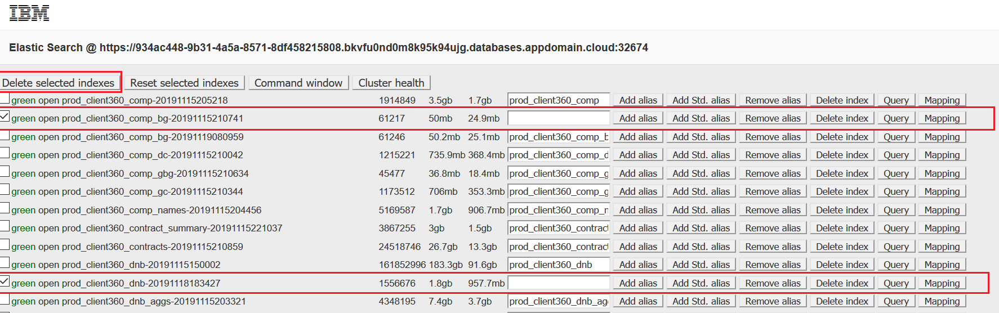 IBM
Elastic Search @ https://934ac448-9b31-4a5a-8571-8df458215808.bkvfu0nd0m8k95k94ujg.databases.appdomain.cloud:32674
Delete selected indexes Reset selected indexes Command window Cluster health
green open prod_client360_comp-20191115205218 1914849 3.5gb 1.7gb prod_client360_comp Add alias Add Std. alias Remove alias Delete index Query Mapping
green open prod_client360_comp_bg-20191115210741 61217 50mb 24.9mb Add alias Add Std. alias Remove alias Delete index Query Mapping
green open prod_client360_comp_bg-20191119080959 61246 50.2mb 25.1mb prod_client360_comp_b Add alias Add Std. alias Remove alias Delete index Query Mapping
green open prod_client360_comp_dc-20191115210042 1215221 735.9mb 368.4mb prod_client360_comp_d Add alias Add Std. alias Remove alias Delete index Query Mapping
green open prod_client360_comp_gbg-20191115210634 45477 36.8mb 18.4mb prod_client360_comp_g Add alias Add Std. alias Remove alias Delete index Query Mapping
green open prod_client360_comp_gc-20191115210344 1173512 706mb 353.3mb prod_client360_comp_g Add alias Add Std. alias Remove alias Delete index Query Mapping
green open prod_client360_comp_names-20191115204456 5169587 1.7gb 906.7mb prod_client360_comp_n Add alias Add Std. alias Remove alias Delete index Query Mapping
green open prod_client360_contract_summary-20191115221037 3867255 3gb 1.5gb prod_client360_contract Add alias Add Std. alias Remove alias Delete index Query Mapping
green open prod_client360_contracts-20191115210859 24518746 26.7gb 13.3gb prod_client360_contract Add alias Add Std. alias Remove alias Delete index Query Mapping
green open prod_client360_dnb-20191115150002 161852996 183.3gb 91.6gb prod_client360_dnb Add alias Add Std. alias Remove alias Delete index Query Mapping
green open prod_client360_dnb-20191118183427 1556676 1.8gb 957.7mb Add alias Add Std. alias Remove alias Delete index Query Mapping
green open prod_client360_dnb_aggs-20191115203321 4348195 7.4gb 3.7gb prod_client360_dnb_agg Add alias Add Std. alias Remove alias Delete index Query Mapping